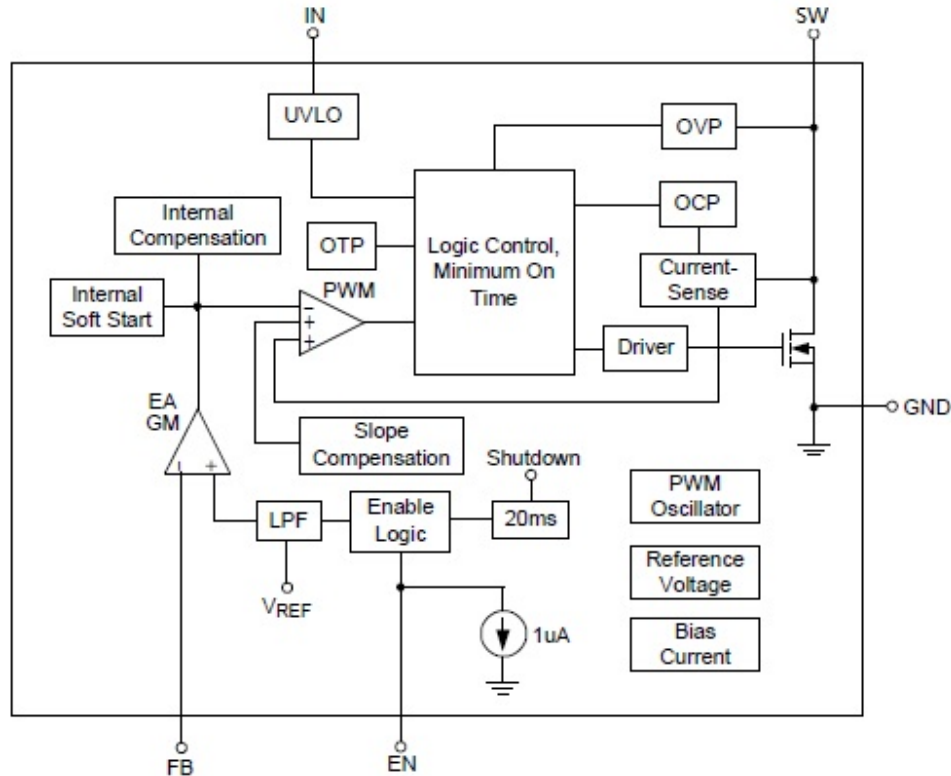 IN
SW
UVLO
OVP
Internal
Compensation
OTP
Logic Control,
Minimum On
Time
OCP
Current-
Sense
Internal
Soft Start
PWM
−
+
+
Driver
EA
GM
−
+
GND
Slope
Compensation
Shutdown
LPF
Enable
Logic
20ms
PWM
Oscillator
VREF
Reference
Voltage
1uA
Bias
Current
FB
EN